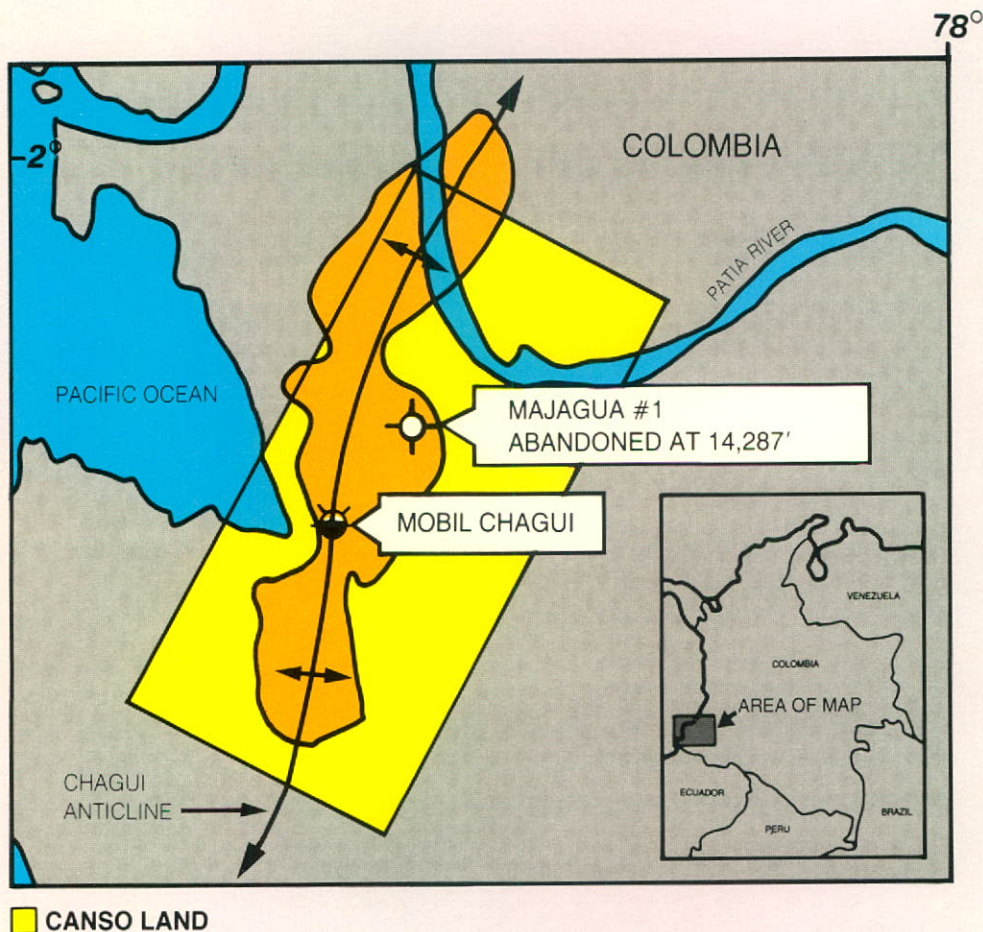 78°
COLOMBIA
2°
PATIA RIVER
PACIFIC OCEAN
MAJAGUA #1
ABANDONED AT 14,287'
MOBIL CHAGUI
VENEZUELA
COLOMBIA
AREA OF MAP
CHAGUI
ANTICLINE
ECUADOR
PERU
BRAZIL
CANSO LAND